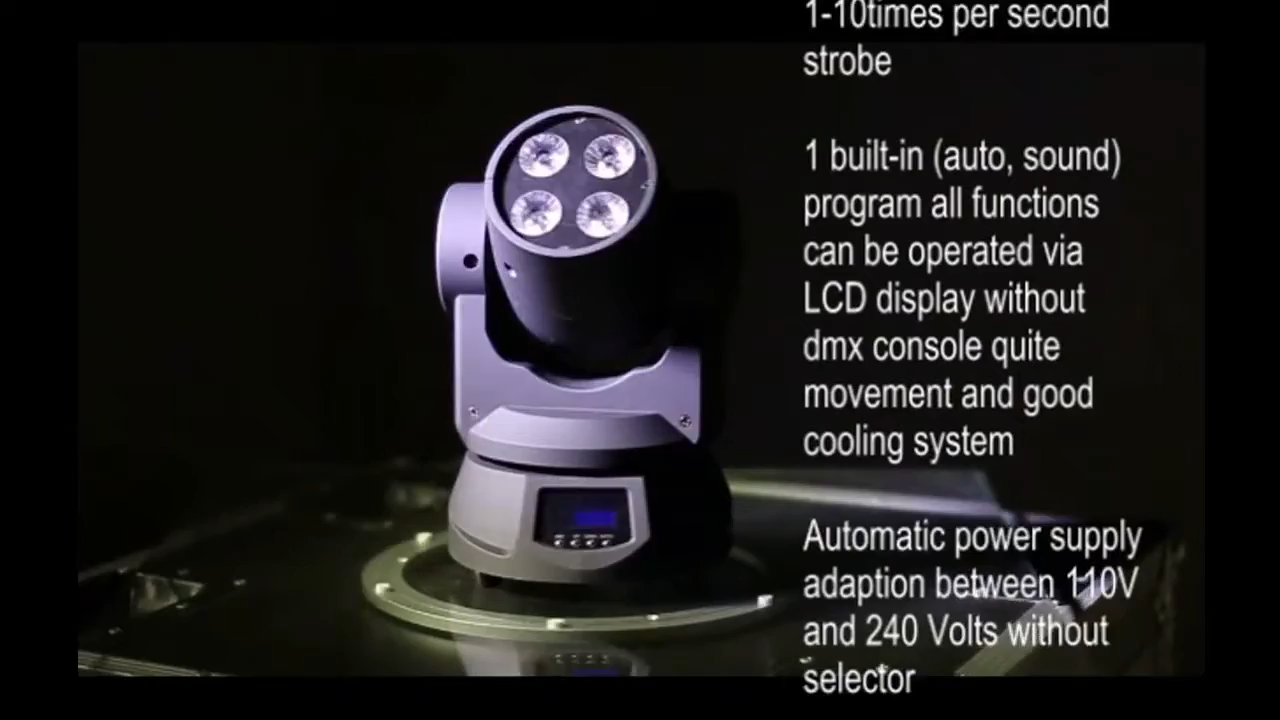 1-10times per second
strobe
1 built-in (auto, sound)
program all functions
can be operated via
LCD display without
dmx console quite
movement and good
cooling system
Automatic power supply
adaption between 110V
and 240 Volts without
selector